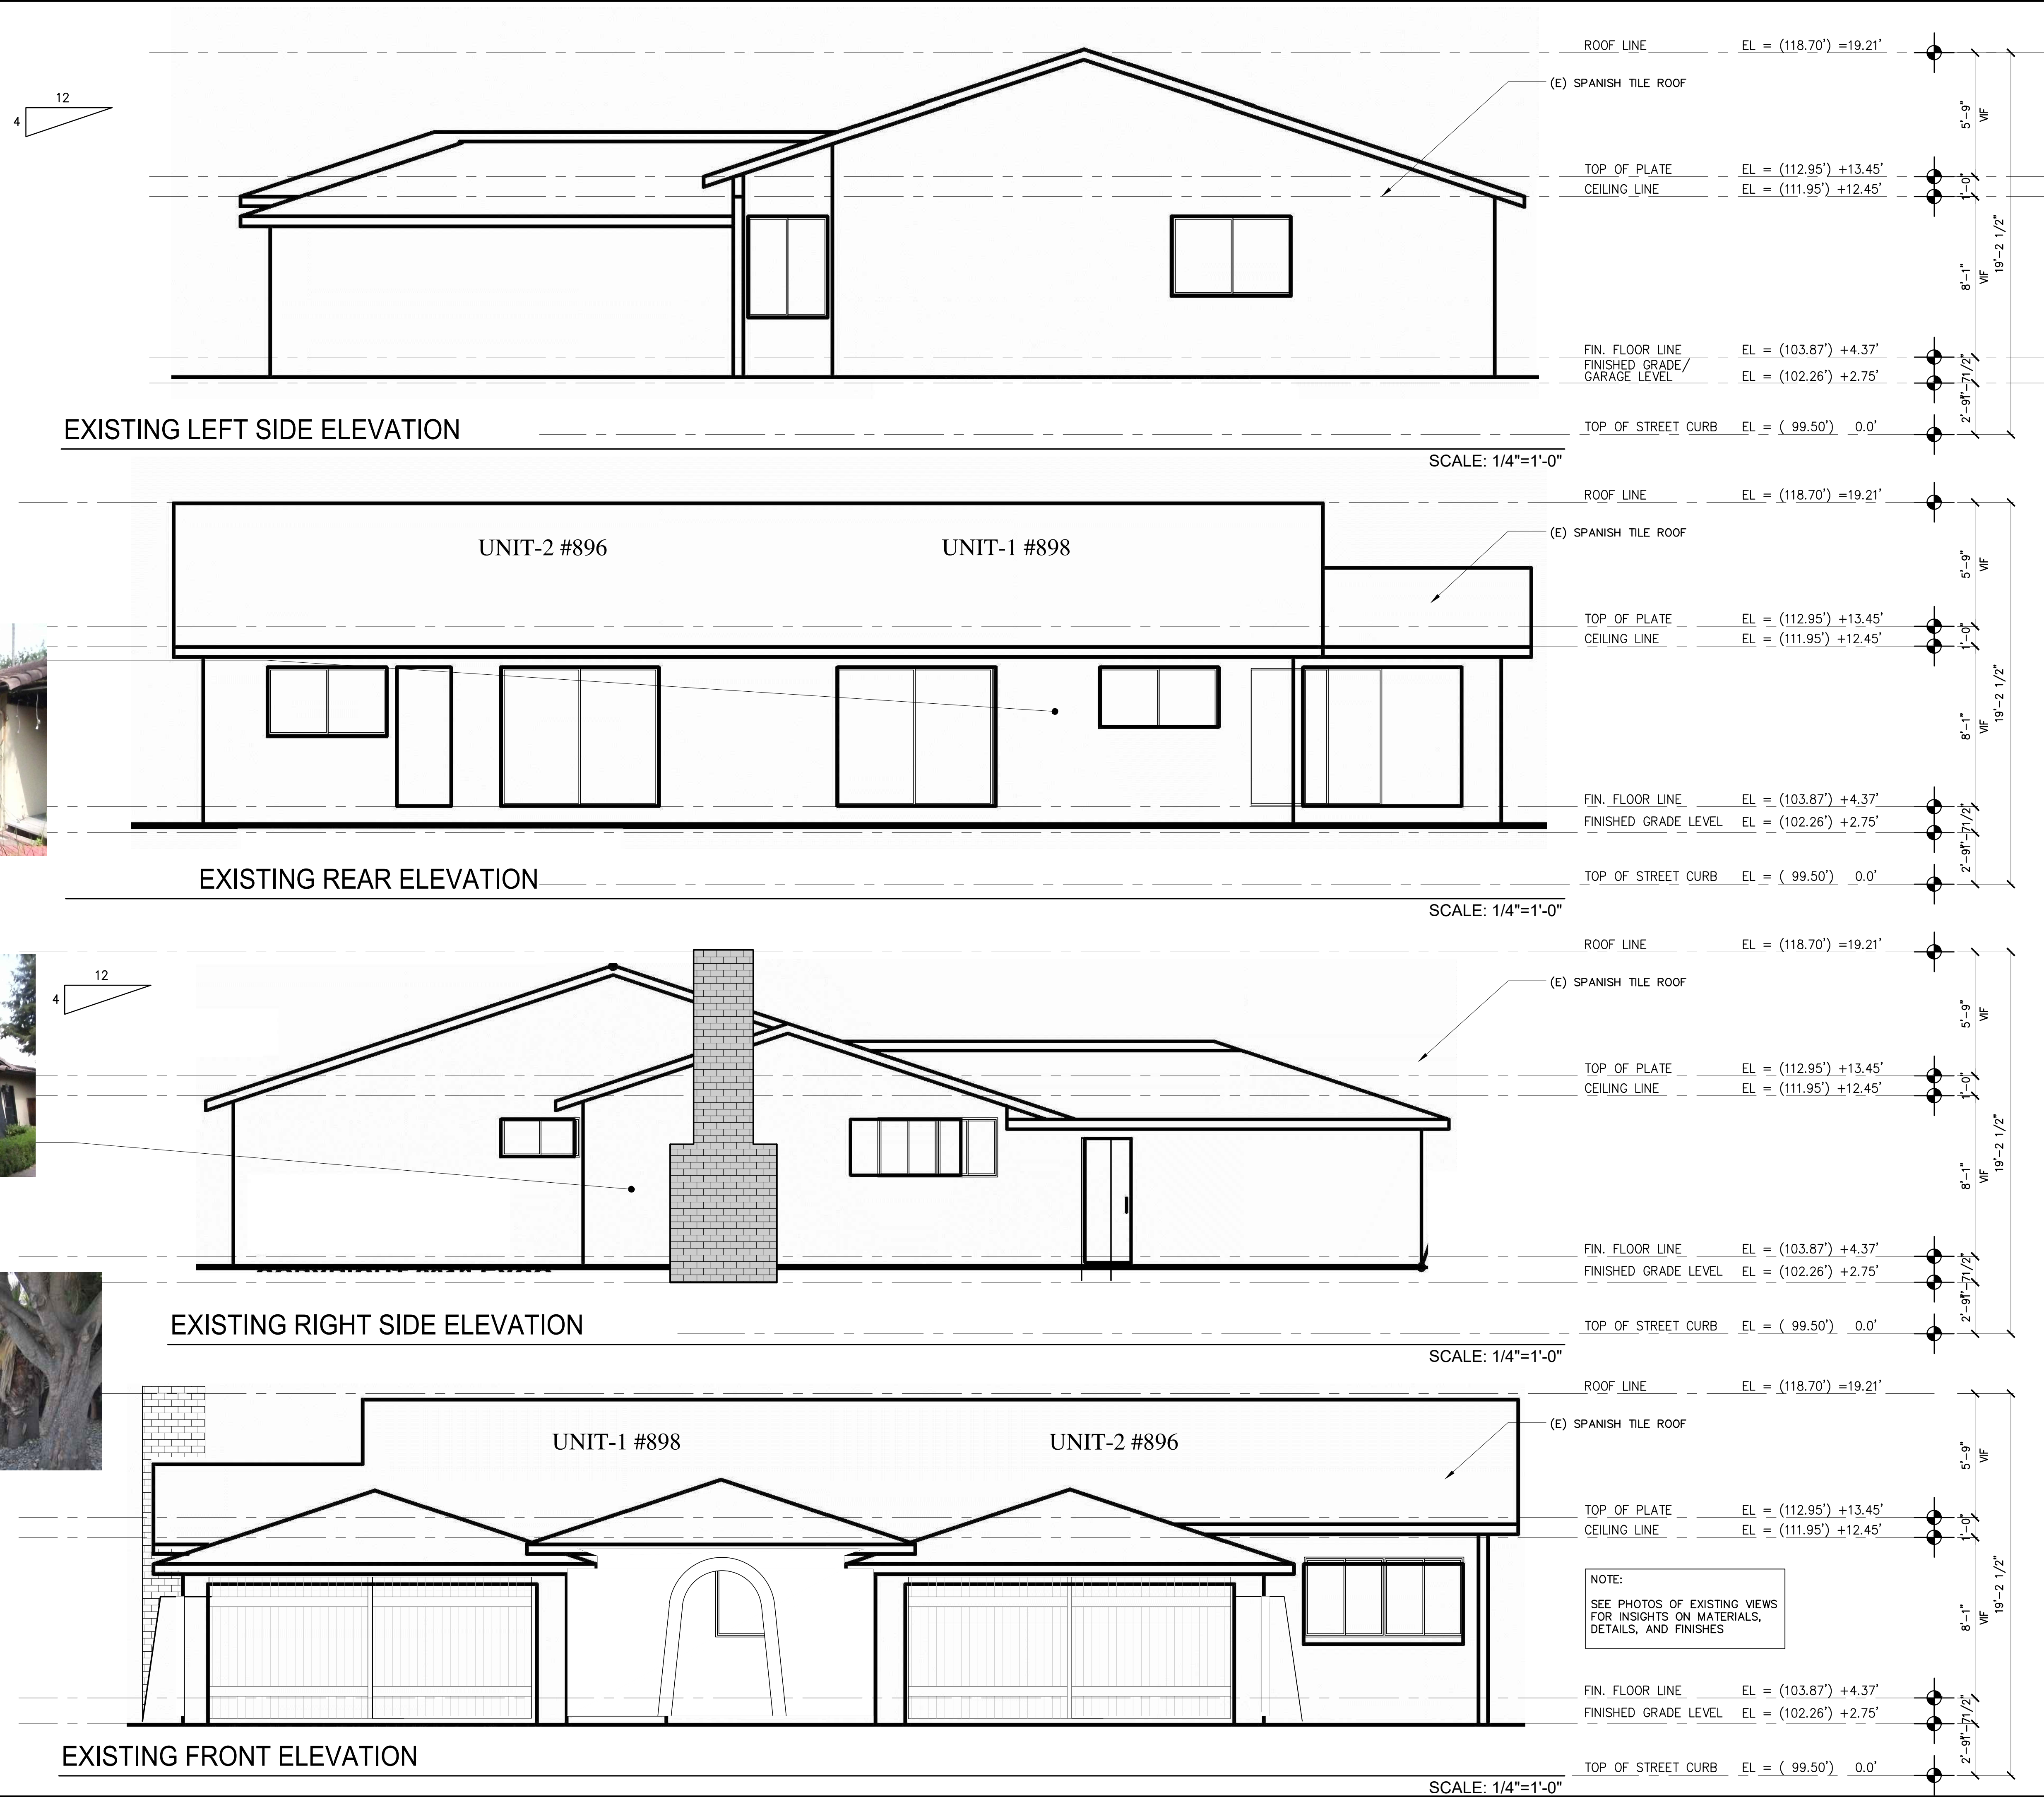 ROOF LINE EL = (118.70') =19.21'
(E) SPANISH TILE ROOF
12
4
5'-9"
VIF
TOP OF PLATE EL = (112.95') +13.45'
CEILING LINE EL = (111.95') +12.45'
1'-0"
19'-2 1/2"
8'-1"
VIF
FIN. FLOOR LINE EL = (103.87') +4.37'
FINISHED GRADE/
GARAGE LEVEL EL = (102.26') +2.75'
1'-7 1/2"
2'-9"
EXISTING LEFT SIDE ELEVATION
TOP OF STREET CURB EL = ( 99.50') 0.0'
SCALE: 1/4"=1'-0"
ROOF LINE EL = (118.70') =19.21'
(E) SPANISH TILE ROOF
UNIT-2 #896 UNIT-1 #898
5'-9"
VIF
TOP OF PLATE EL = (112.95') +13.45'
CEILING LINE EL = (111.95') +12.45'
1'-0"
19'-2 1/2"
8'-1"
VIF
FIN. FLOOR LINE EL = (103.87') +4.37'
FINISHED GRADE LEVEL EL = (102.26') +2.75'
1'-7 1/2"
2'-9"
EXISTING REAR ELEVATION
TOP OF STREET CURB EL = ( 99.50') 0.0'
SCALE: 1/4"=1'-0"
ROOF LINE EL = (118.70') =19.21'
(E) SPANISH TILE ROOF
12
4
5'-9"
VIF
TOP OF PLATE EL = (112.95') +13.45'
CEILING LINE EL = (111.95') +12.45'
1'-0"
19'-2 1/2"
8'-1"
VIF
FIN. FLOOR LINE EL = (103.87') +4.37'
FINISHED GRADE LEVEL EL = (102.26') +2.75'
1'-7 1/2"
2'-9"
EXISTING RIGHT SIDE ELEVATION
TOP OF STREET CURB EL = ( 99.50') 0.0'
SCALE: 1/4"=1'-0"
ROOF LINE EL = (118.70') =19.21'
(E) SPANISH TILE ROOF
UNIT-1 #898 UNIT-2 #896
5'-9"
VIF
TOP OF PLATE EL = (112.95') +13.45'
CEILING LINE EL = (111.95') +12.45'
1'-0"
19'-2 1/2"
NOTE:
SEE PHOTOS OF EXISTING VIEWS
FOR INSIGHTS ON MATERIALS,
DETAILS, AND FINISHES
8'-1"
VIF
FIN. FLOOR LINE EL = (103.87') +4.37'
FINISHED GRADE LEVEL EL = (102.26') +2.75'
1'-7 1/2"
2'-9"
EXISTING FRONT ELEVATION
TOP OF STREET CURB EL = ( 99.50') 0.0'
SCALE: 1/4"=1'-0"